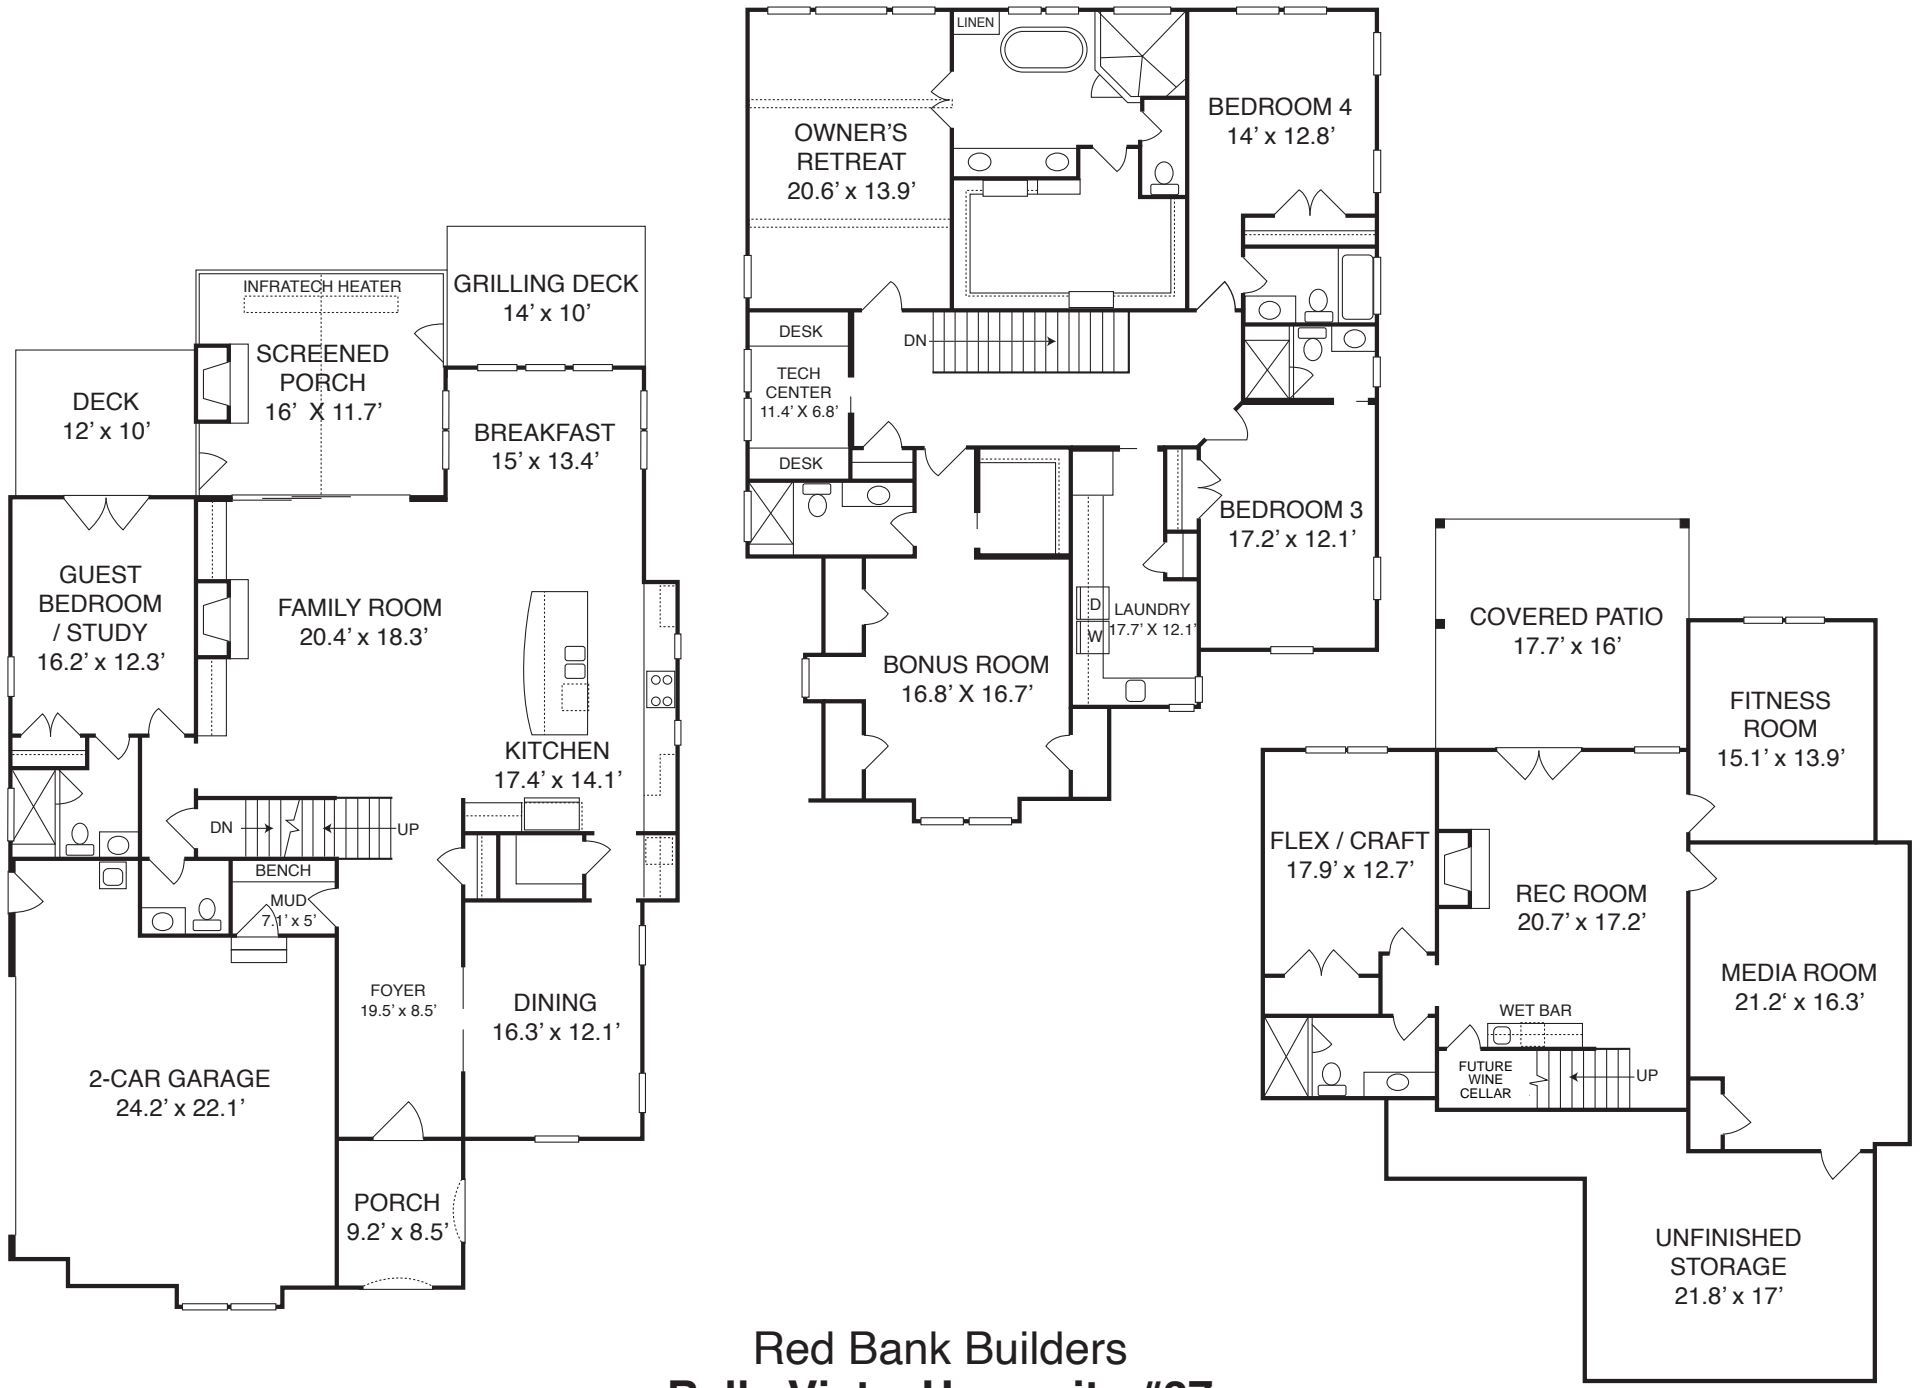 INFRATECH HEATER
GRILLING DECK
14’ x 10’
SCREENED
PORCH
16’ X 11.7’
DECK
12’ x 10’
BREAKFAST
15’ x 13.4’
GUEST
BEDROOM
/ STUDY
16.2’ x 12.3’
FAMILY ROOM
20.4’ x 18.3’
KITCHEN
17.4’ x 14.1’
DN
UP
BENCH
MUD
7.1’ x 5’
FOYER
19.5’ x 8.5’
DINING
16.3’ x 12.1’
2-CAR GARAGE
24.2’ x 22.1’
PORCH
9.2’ x 8.5’
LINEN
OWNER’S
RETREAT
20.6’ x 13.9’
BEDROOM 4
14’ x 12.8’
DESK
DN
TECH
CENTER
11.4’ X 6.8’
DESK
BEDROOM 3
17.2’ x 12.1’
D
W
LAUNDRY
17.7’ X 12.1’
BONUS ROOM
16.8’ X 16.7’
COVERED PATIO
17.7’ x 16’
FITNESS
ROOM
15.1’ x 13.9’
FLEX / CRAFT
17.9’ x 12.7’
REC ROOM
20.7’ x 17.2’
MEDIA ROOM
21.2‘ x 16.3’
WET BAR
FUTURE
WINE
CELLAR
UP
UNFINISHED
STORAGE
21.8’ x 17’
Red Bank Builders